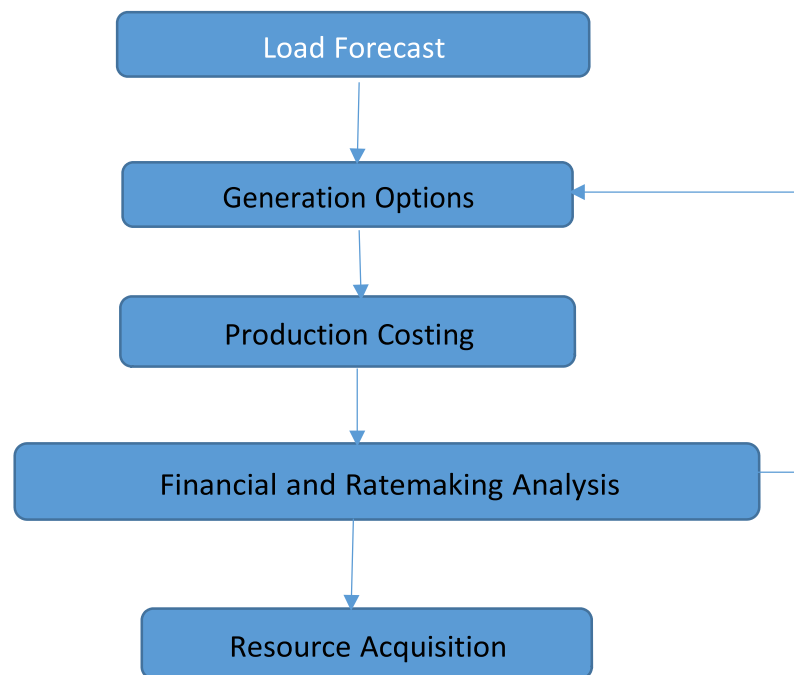 Load Forecast
Generation Options
Production Costing
Financial and Ratemaking Analysis
Resource Acquisition